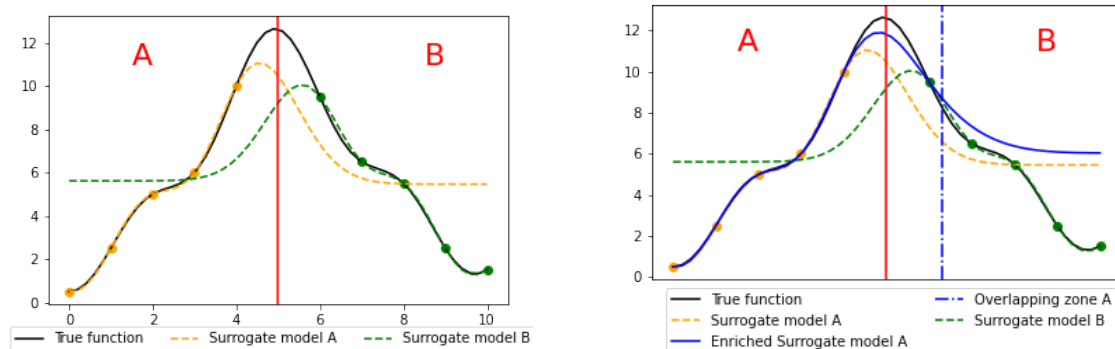 A
B
12
10
8
6
4
2
0
0 2 4 6 8 10
True function Surrogate model A Surrogate model B
A
B
12
10
8
6
4
2
0
True function
Surrogate model A
Enriched Surrogate model A
Overlapping zone A
Surrogate model B